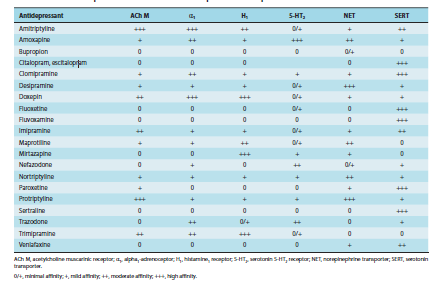 Antidepressant ACh M α1 H1 5-HT2 NET SERT
Amitriptyline +++ +++ ++ 0/+ + ++
Amoxapine + ++ + +++ ++ +
Bupropion 0 0 0 0 0/+ 0
Citalopram, escitalopram 0 0 0 0 +++
Clomipramine + ++ + + + +++
Desipramine + + + 0/+ +++ +
Doxepin ++ +++ +++ 0/+ + +
Fluoxetine 0 0 0 0/+ 0 +++
Fluvoxamine 0 0 0 0 0 +++
Imipramine ++ + + 0/+ + ++
Maprotiline + + ++ 0/+ ++ 0
Mirtazapine 0 0 +++ + + 0
Nefazodone 0 + 0 ++ 0/+ +
Nortriptyline + + + + ++ +
Paroxetine + 0 0 0 + +++
Protriptyline +++ + + + +++ +
Sertraline 0 0 0 0 0 +++
Trazodone 0 ++ 0/+ ++ 0 +
Trimipramine ++ ++ +++ 0/+ 0 0
Venlafaxine 0 0 0 0 + ++
ACh M, acetylcholine muscarinic receptor; α1, alpha1-adrenoceptor; H1, histamine1 receptor; 5-HT2, serotonin 5-HT2 receptor; NET, norepinephrine transporter; SERT, serotonin
transporter.
0/+, minimal affinity; +, mild affinity; ++, moderate affinity; +++, high affinity.